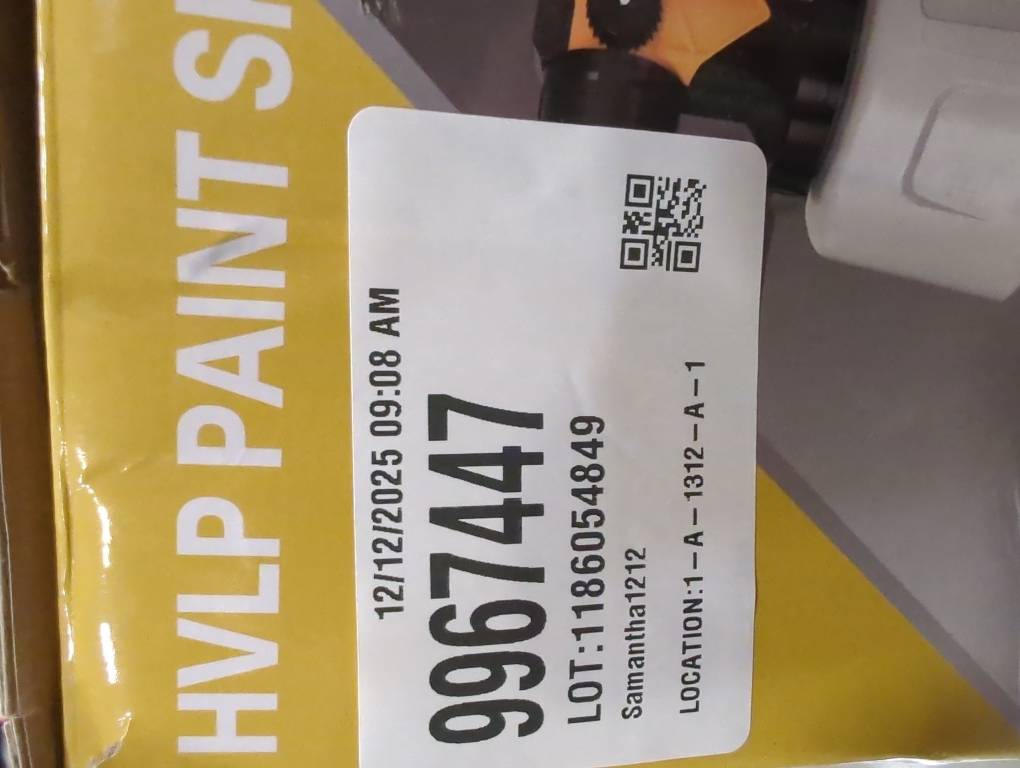 HVLP PAINT
12/12/2025 09:08 AM
9967447
LOT:1186054849
Samantha1212
LOCATION:1–A–1312–A–1